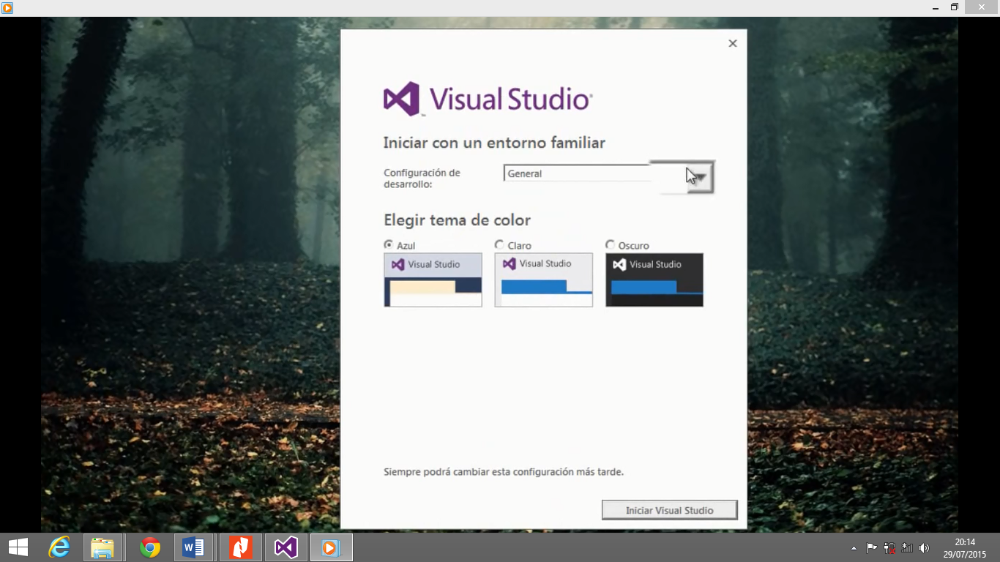 Visual Studio
Iniciar con un entorno familiar
Configuración de
desarrollo:
General
Elegir tema de color
Azul
Claro
Oscuro
Visual Studio
Visual Studio
Visual Studio
Siempre podrá cambiar esta configuración más tarde.
Iniciar Visual Studio
20:14
29/07/2015